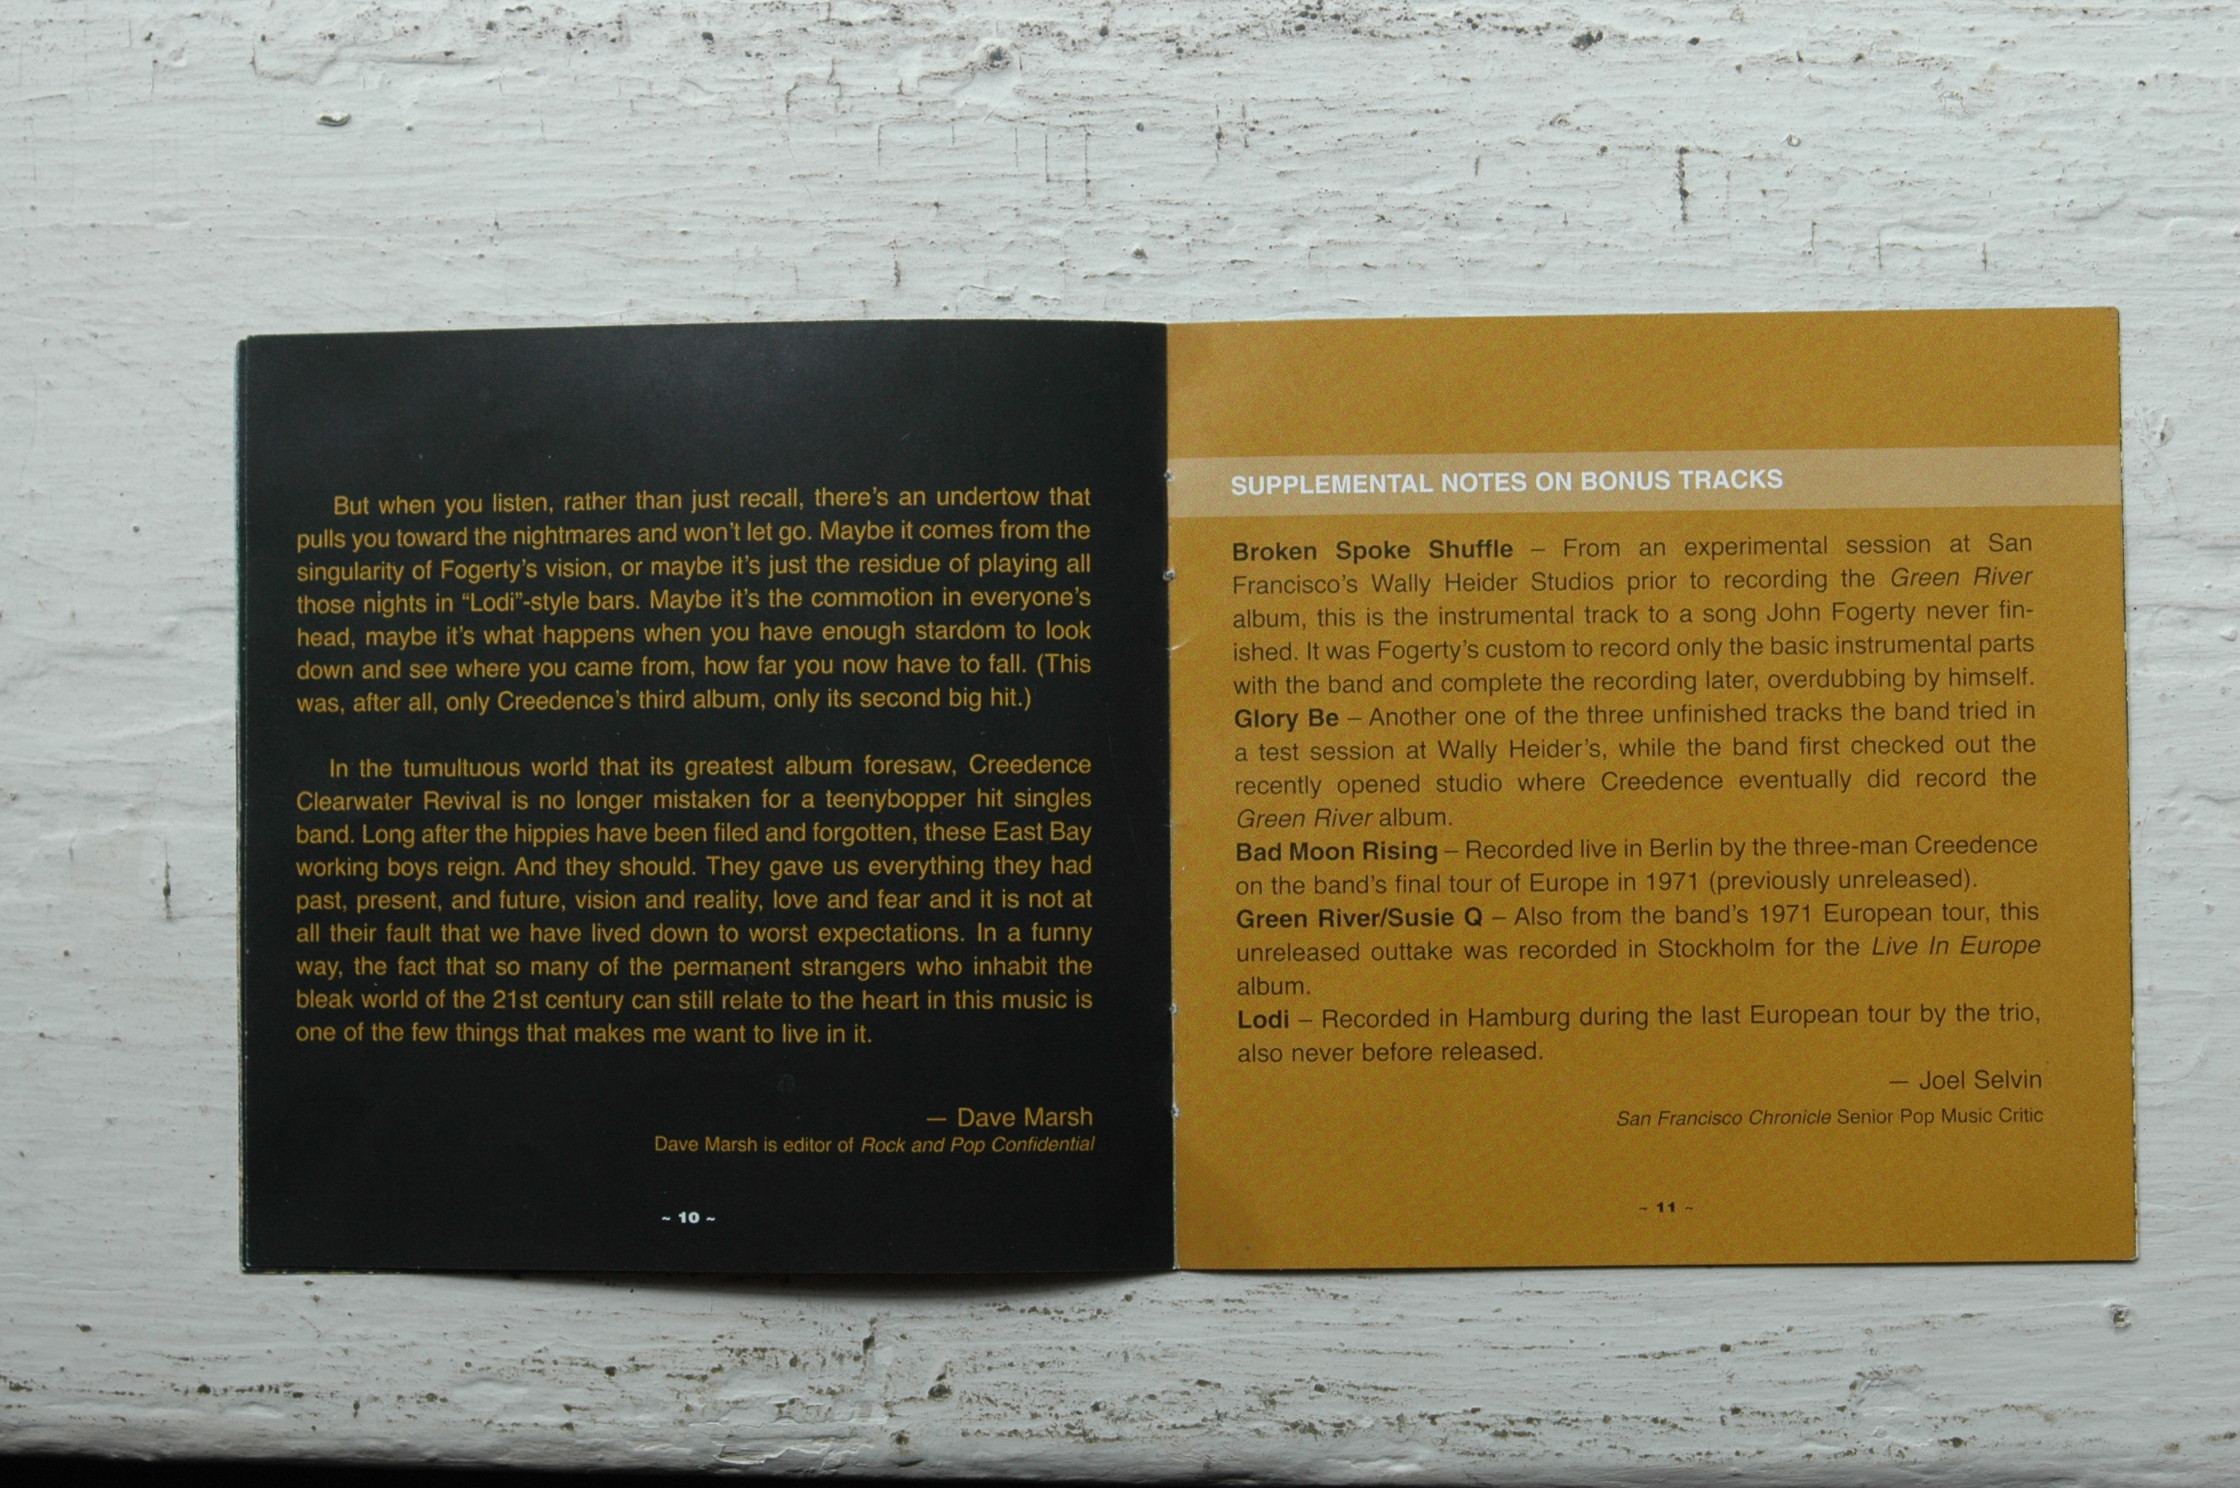 But when you listen, rather than just recall, there's an undertow that
pulls you toward the nightmares and won't let go. Maybe it comes from the
singularity of Fogerty's vision, or maybe it's just the residue of playing all
those nights in “Lodi”-style bars. Maybe it's the commotion in everyone's
head, maybe it's what happens when you have enough stardom to look
down and see where you came from, how far you now have to fall. (This
was, after all, only Creedence's third album, only its second big hit.)
In the tumultuous world that its greatest album foresaw, Creedence
Clearwater Revival is no longer mistaken for a teenybopper hit singles
band. Long after the hippies have been filed and forgotten, these East Bay
working boys reign. And they should. They gave us everything they had
past, present, and future, vision and reality, love and fear and it is not at
all their fault that we have lived down to worst expectations. In a funny
way, the fact that so many of the permanent strangers who inhabit the
bleak world of the 21st century can still relate to the heart in this music is
one of the few things that makes me want to live in it.
— Dave Marsh
Dave Marsh is editor of Rock and Pop Confidential
~ 10 ~
SUPPLEMENTAL NOTES ON BONUS TRACKS
Broken Spoke Shuffle – From an experimental session at San
Francisco's Wally Heider Studios prior to recording the Green River
album, this is the instrumental track to a song John Fogerty never fin-
ished. It was Fogerty's custom to record only the basic instrumental parts
with the band and complete the recording later, overdubbing by himself.
Glory Be – Another one of the three unfinished tracks the band tried in
a test session at Wally Heider's, while the band first checked out the
recently opened studio where Creedence eventually did record the
Green River album.
Bad Moon Rising – Recorded live in Berlin by the three-man Creedence
on the band's final tour of Europe in 1971 (previously unreleased).
Green River/Susie Q – Also from the band's 1971 European tour, this
unreleased outtake was recorded in Stockholm for the Live In Europe
album.
Lodi – Recorded in Hamburg during the last European tour by the trio,
also never before released.
— Joel Selvin
San Francisco Chronicle Senior Pop Music Critic
~ 11 ~